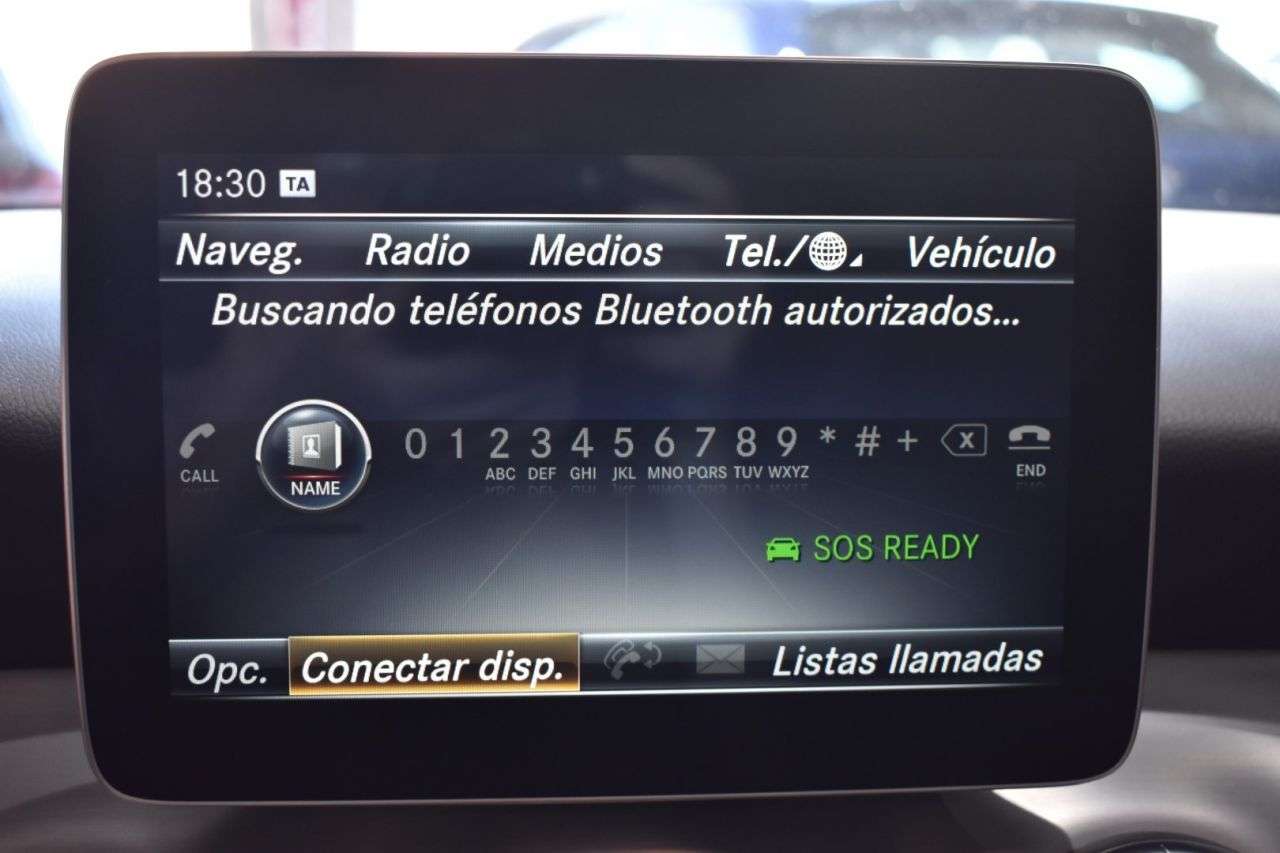 18:30 TA
Naveg. Radio Medios Tel./ Vehículo
Buscando teléfonos Bluetooth autorizados...
0 1 2 3 4 5 6 7 8 9 * # + X
CALL NAME ABC DEF GHI JKL MNO PQRS TUV WXYZ END
SOS READY
Opc. Conectar disp. Listas llamadas